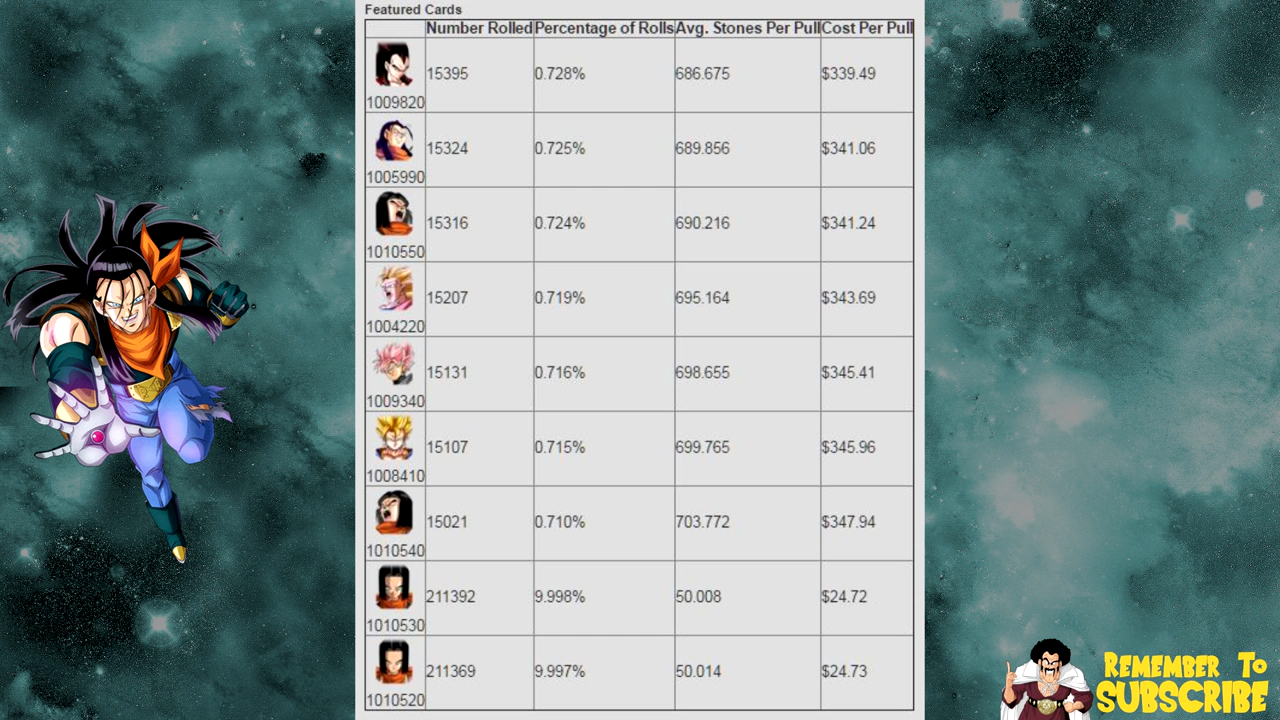 Featured Cards
Number Rolled Percentage of Rolls Avg. Stones Per Pull Cost Per Pull
1009820 15395 0.728% 686.675 $339.49
1005990 15324 0.725% 689.856 $341.06
1010550 15316 0.724% 690.216 $341.24
1004220 15207 0.719% 695.164 $343.69
1009340 15131 0.716% 698.655 $345.41
1008410 15107 0.715% 699.765 $345.96
1010540 15021 0.710% 703.772 $347.94
1010530 211392 9.998% 50.008 $24.72
1010520 211369 9.997% 50.014 $24.73
REMEMBER TO
SUBSCRIBE